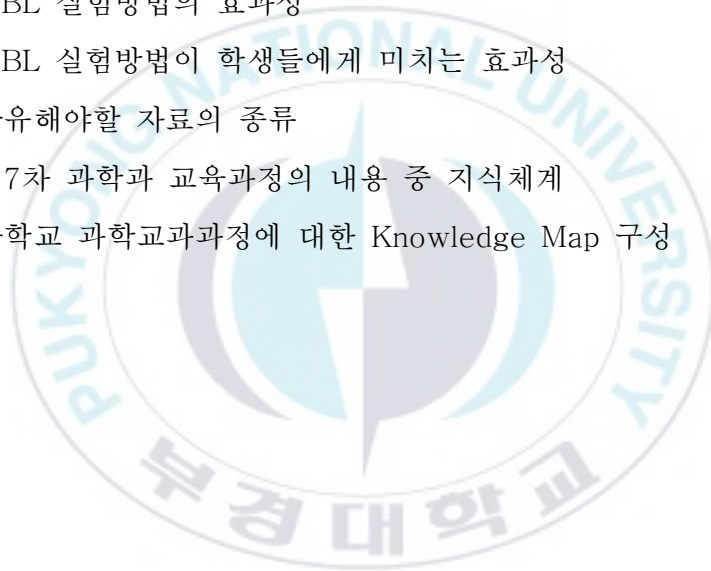 BL 실험방법의 효과성
BL 실험방법이 학생들에게 미치는 효과성
유해야할 자료의 종류
7차 과학과 교육과정의 내용 중 지식체계
학교 과학교과과정에 대한 Knowledge Map 구성
PUKYONG NATIONAL UNIVERSITY
부경대학교